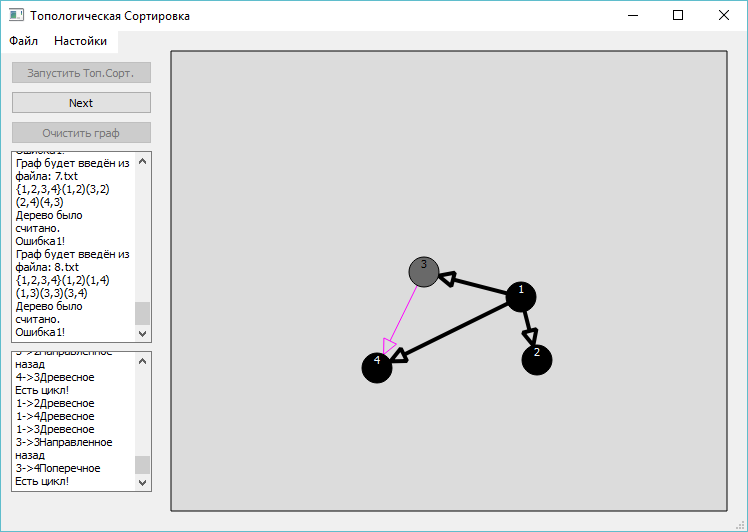 Топологическая Сортировка
Файл Настойки
Запустить Топ.Сорт.
Next
Очистить граф
Ошибка1!
Граф будет введён из
файла: 7.txt
{1,2,3,4}(1,2)(3,2)
(2,4)(4,3)
Дерево было
считано.
Ошибка1!
Граф будет введён из
файла: 8.txt
{1,2,3,4}(1,2)(1,4)
(1,3)(3,3)(3,4)
Дерево было
считано.
Ошибка1!
3->2Направленное
назад
4->3Древесное
Есть цикл!
1->2Древесное
1->4Древесное
1->3Древесное
3->3Направленное
назад
3->4Поперечное
Есть цикл!
3
1
2
4